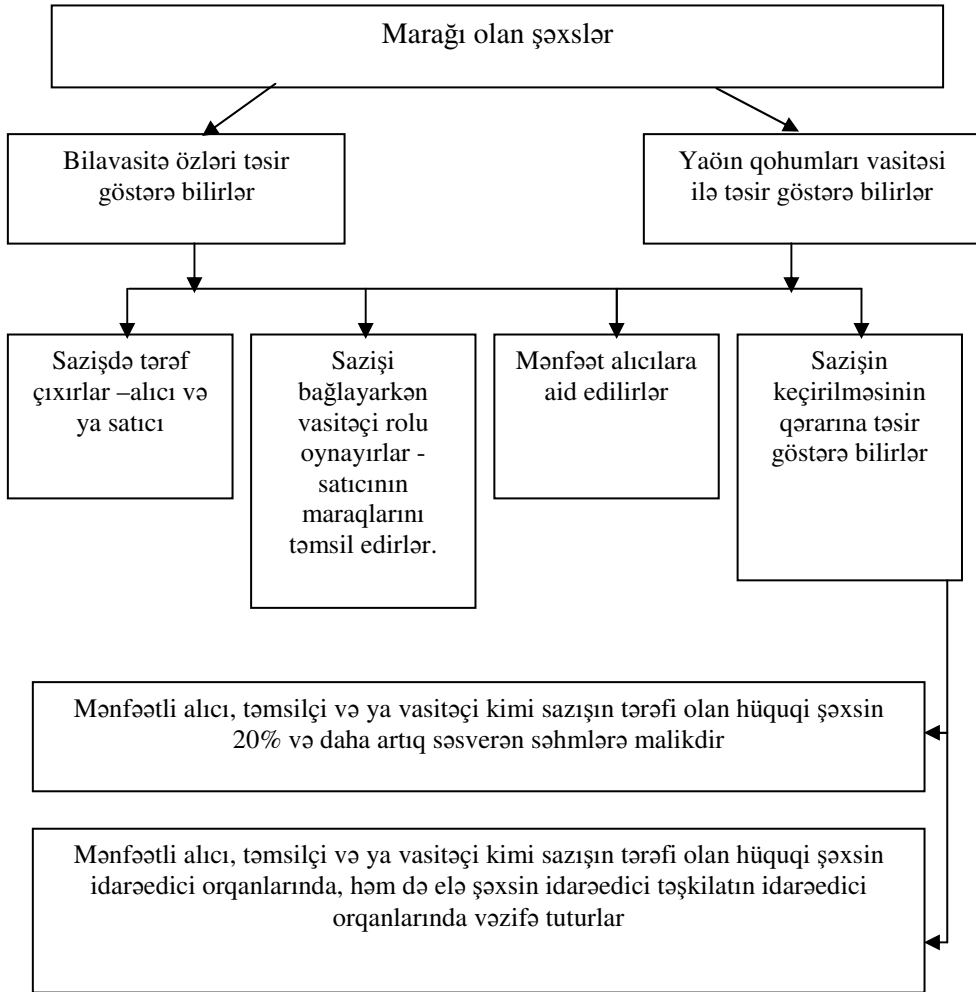 Marağı olan şəxslər
Bilavasitə özləri təsir
göstərə bilirlər
Yaöın qohumları vasitəsi
ilə təsir göstərə bilirlər
Sazişdə tərəf
çıxırlar –alıcı və
ya satıcı
Sazişi
bağlayarkən
vasitəçi rolu
oynayırlar -
satıcının
maraqlarını
təmsil edirlər.
Mənfəət alıcılara
aid edilirlər
Sazişin
keçirilməsinin
qərarına təsir
göstərə bilirlər
Mənfəətli alıcı, təmsilçi və ya vasitəçi kimi sazışın tərəfi olan hüquqi şəxsin
20% və daha artıq səsverən səhmlərə malikdir
Mənfəətli alıcı, təmsilçi və ya vasitəçi kimi sazışın tərəfi olan hüquqi şəxsin
idarəedici orqanlarında, həm də elə şəxsin idarəedici təşkilatın idarəedici
orqanlarında vəzifə tuturlar